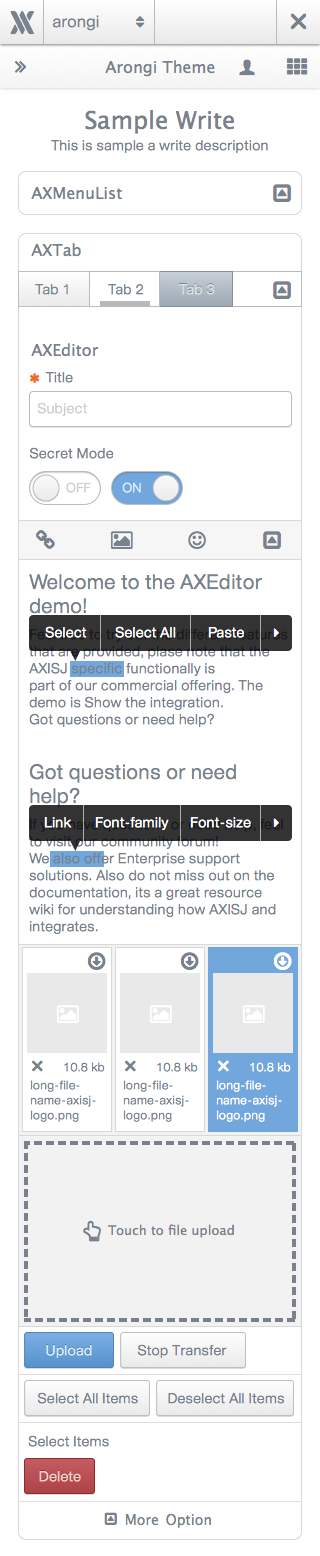 arongi
Arongi Theme
Sample Write
This is sample a write description
AXMenuList
AXTab
Tab 1 Tab 2 Tab 3
AXEditor
Title
Subject
Secret Mode
OFF ON
Welcome to the AXEditor
demo!
Select Select All Paste
that are provided, plase note that the
AXISJ specific functionally is
part of our commercial offering. The
demo is Show the integration.
Got questions or need help?
Got questions or need
help?
Link Font-family Font-size
to visit our community forum!
We also offer Enterprise support
solutions. Also do not miss out on the
documentation, its a great resource
wiki for understanding how AXISJ and
integrates.
10.8 kb 10.8 kb 10.8 kb
long-file- long-file- long-file-
name-axisj- name-axisj- name-axisj-
logo.png logo.png logo.png
Touch to file upload
Upload Stop Transfer
Select All Items Deselect All Items
Select Items
Delete
More Option